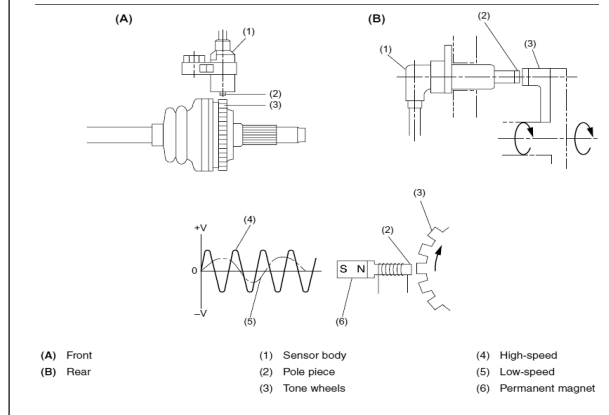 (A)
(B)
(1)
(2)
(3)
(1)
(2)
(3)
+V
0
–V
(4)
(5)
S N
(2)
(3)
(6)
(A) Front
(B) Rear
(1) Sensor body
(2) Pole piece
(3) Tone wheels
(4) High-speed
(5) Low-speed
(6) Permanent magnet